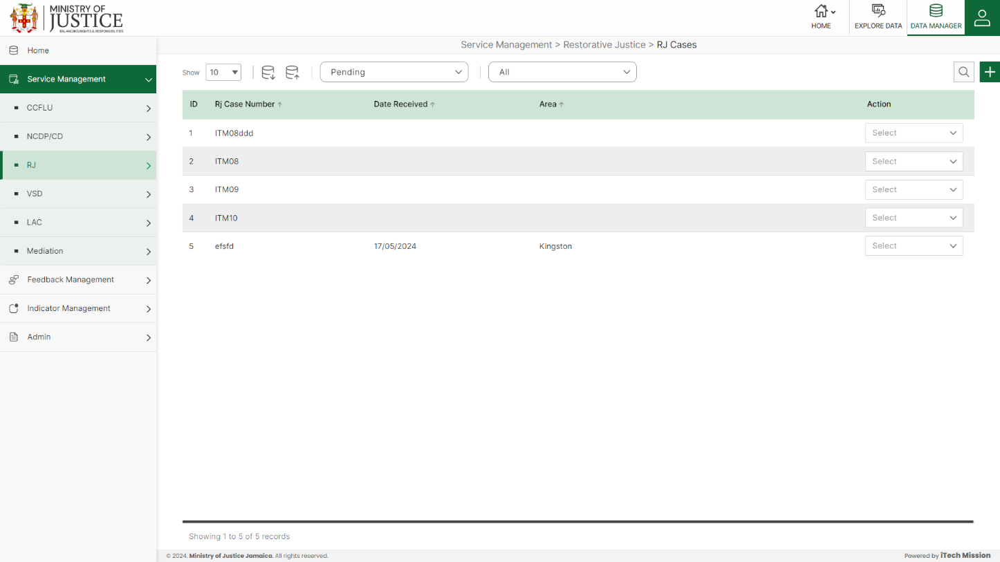 MINISTRY OF
JUSTICE
BALANCING RIGHTS & RESPONSIBILITIES
HOME
EXPLORE DATA
DATA MANAGER
Home
Service Management
CCFLU
NCDP/CD
RJ
VSD
LAC
Mediation
Feedback Management
Indicator Management
Admin
Service Management > Restorative Justice > RJ Cases
Show 10 Pending All
ID Rj Case Number ↑ Date Received ↑ Area ↑ Action
1 ITM08ddd Select
2 ITM08 Select
3 ITM09 Select
4 ITM10 Select
5 efsfd 17/05/2024 Kingston Select
Showing 1 to 5 of 5 records
© 2024. Ministry of Justice Jamaica. All rights reserved. Powered by iTech Mission